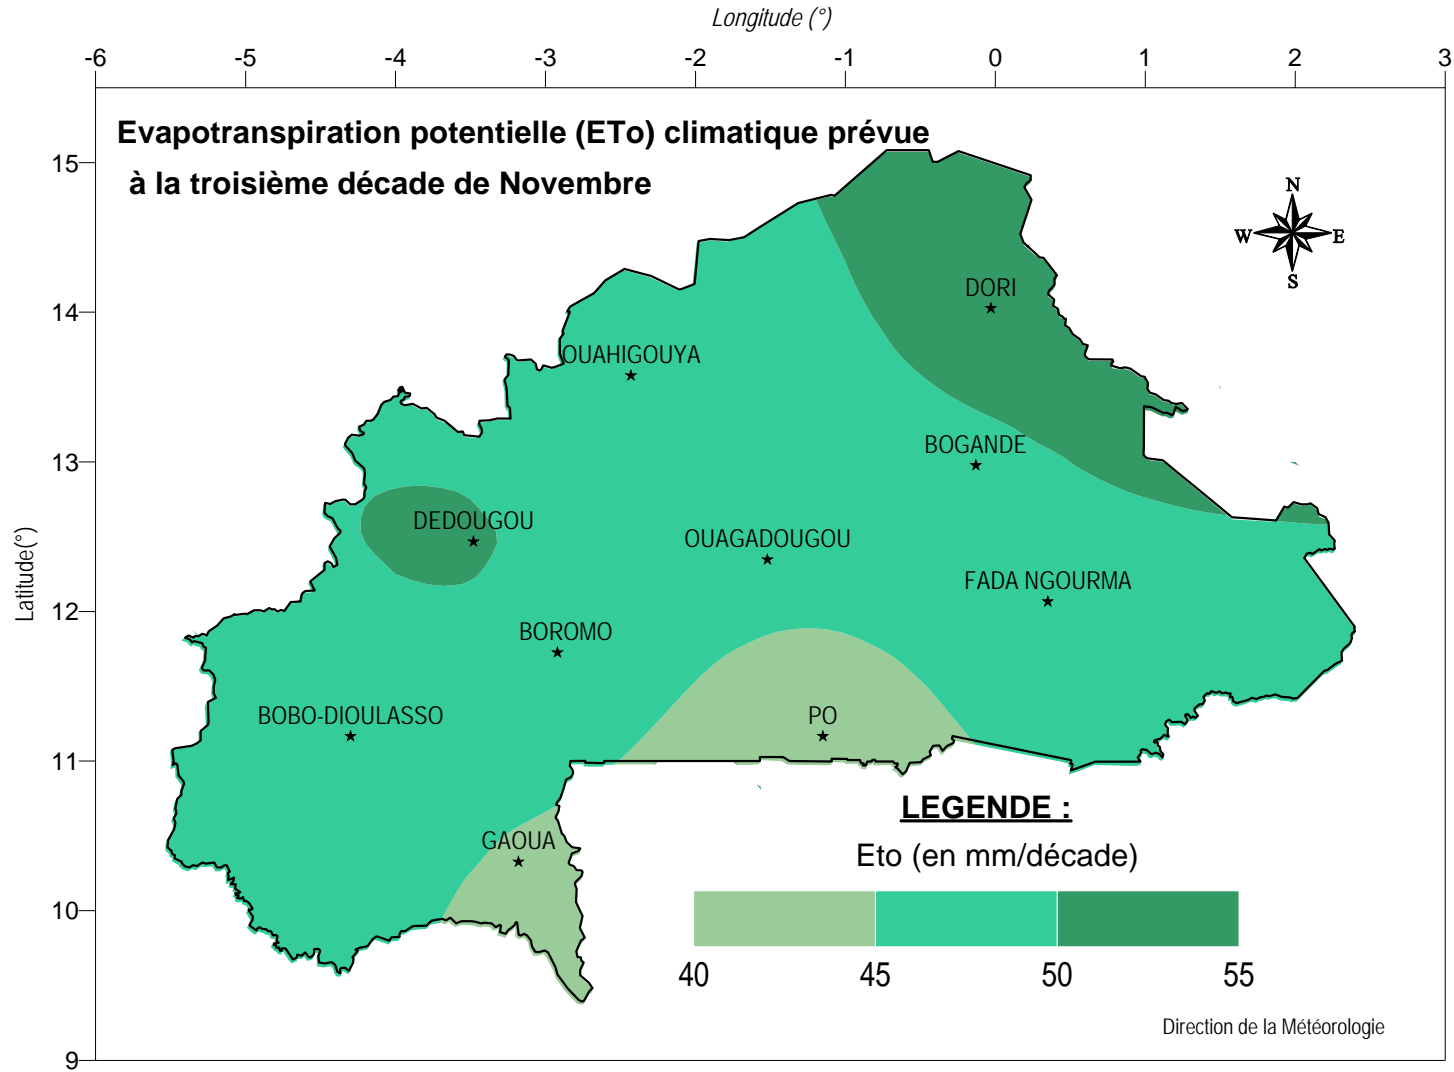 Longitude (°)
-6 -5 -4 -3 -2 -1 0 1 2 3
Evapotranspiration potentielle (ETo) climatique prévue
à la troisième décade de Novembre
15
N
W E
S
DORI
14
OUAHIGOUYA
BOGANDE
13
DEDOUGOU
OUAGADOUGOU
Latitude(°)
FADA NGOURMA
12
BOROMO
BOBO-DIOULASSO
PO
11
LEGENDE :
GAOUA
Eto (en mm/décade)
10
40 45 50 55
Direction de la Météorologie
9